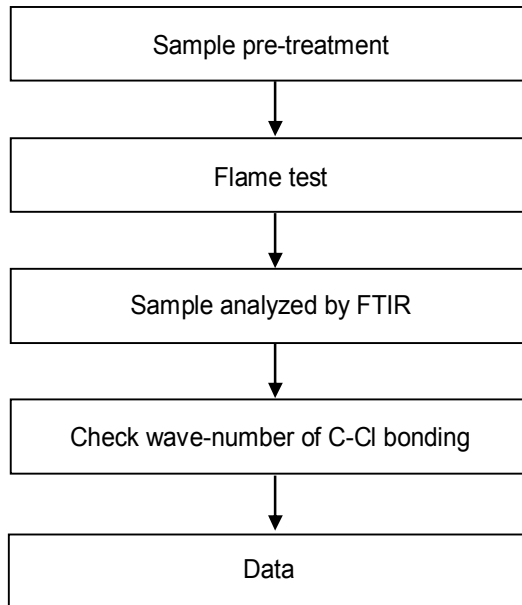 Sample pre-treatment
Flame test
Sample analyzed by FTIR
Check wave-number of C-Cl bonding
Data